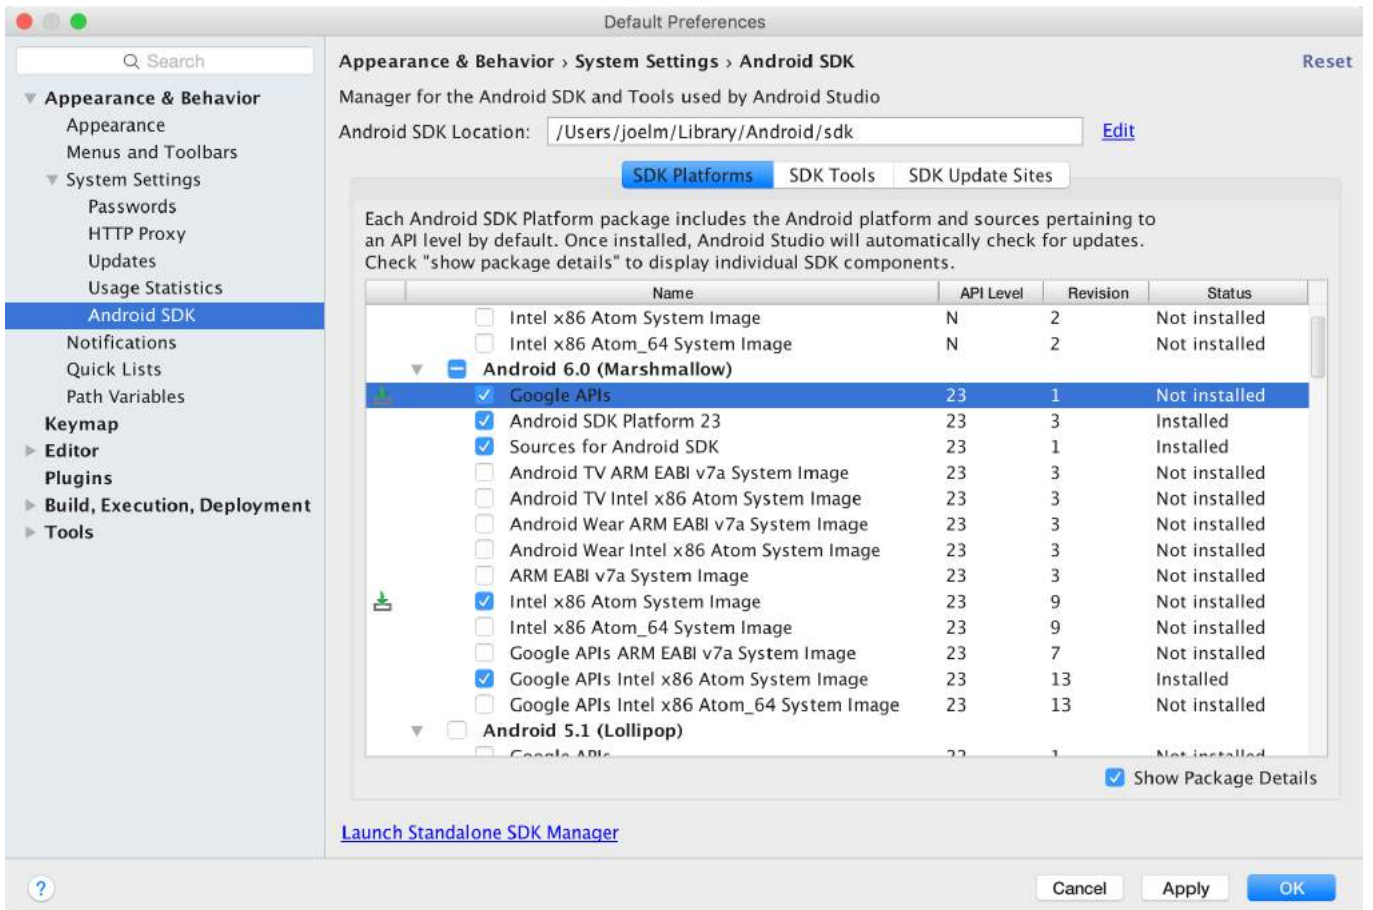 Default Preferences
Search
Appearance & Behavior
Appearance
Menus and Toolbars
System Settings
Passwords
HTTP Proxy
Updates
Usage Statistics
Android SDK
Notifications
Quick Lists
Path Variables
Keymap
Editor
Plugins
Build, Execution, Deployment
Tools
Appearance & Behavior › System Settings › Android SDK
Reset
Manager for the Android SDK and Tools used by Android Studio
Android SDK Location: /Users/joelm/Library/Android/sdk Edit
SDK Platforms SDK Tools SDK Update Sites
Each Android SDK Platform package includes the Android platform and sources pertaining to
an API level by default. Once installed, Android Studio will automatically check for updates.
Check "show package details" to display individual SDK components.
Name API Level Revision Status
Intel x86 Atom System Image N 2 Not installed
Intel x86 Atom_64 System Image N 2 Not installed
Android 6.0 (Marshmallow)
Google APIs 23 1 Not installed
Android SDK Platform 23 23 3 Installed
Sources for Android SDK 23 1 Installed
Android TV ARM EABI v7a System Image 23 3 Not installed
Android TV Intel x86 Atom System Image 23 3 Not installed
Android Wear ARM EABI v7a System Image 23 3 Not installed
Android Wear Intel x86 Atom System Image 23 3 Not installed
ARM EABI v7a System Image 23 3 Not installed
Intel x86 Atom System Image 23 9 Not installed
Intel x86 Atom_64 System Image 23 9 Not installed
Google APIs ARM EABI v7a System Image 23 7 Not installed
Google APIs Intel x86 Atom System Image 23 13 Installed
Google APIs Intel x86 Atom_64 System Image 23 13 Not installed
Android 5.1 (Lollipop)
Google APIs 22 1 Not installed
Show Package Details
Launch Standalone SDK Manager
? Cancel Apply OK